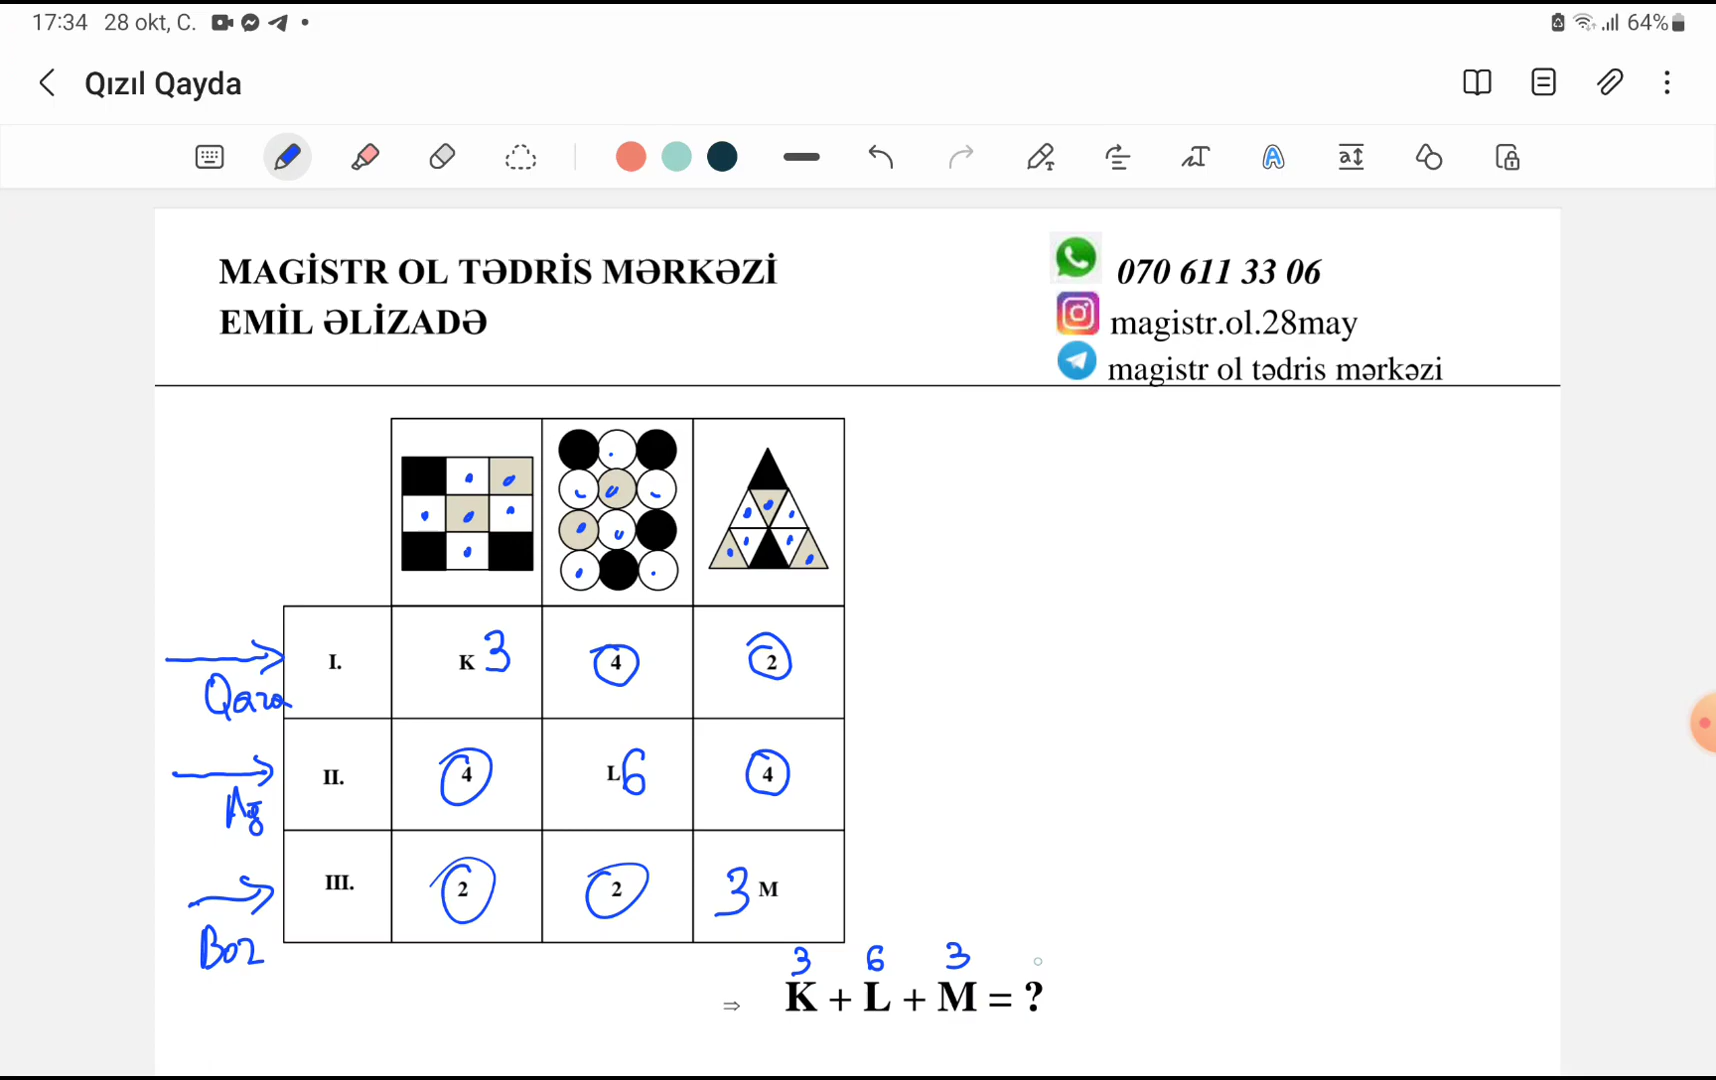 17:34 28 okt, C. 64%
Qızıl Qayda
MAGİSTR OL TƏDRİS MƏRKƏZİ
EMİL ƏLİZADƏ
070 611 33 06
magistr.ol.28may
magistr ol tədris mərkəzi
I. K 3 4 2
Qara
II. 4 L 6 4
Ağ
III. 2 2 3 M
Boz
3 6 3
⇒ K + L + M = ?